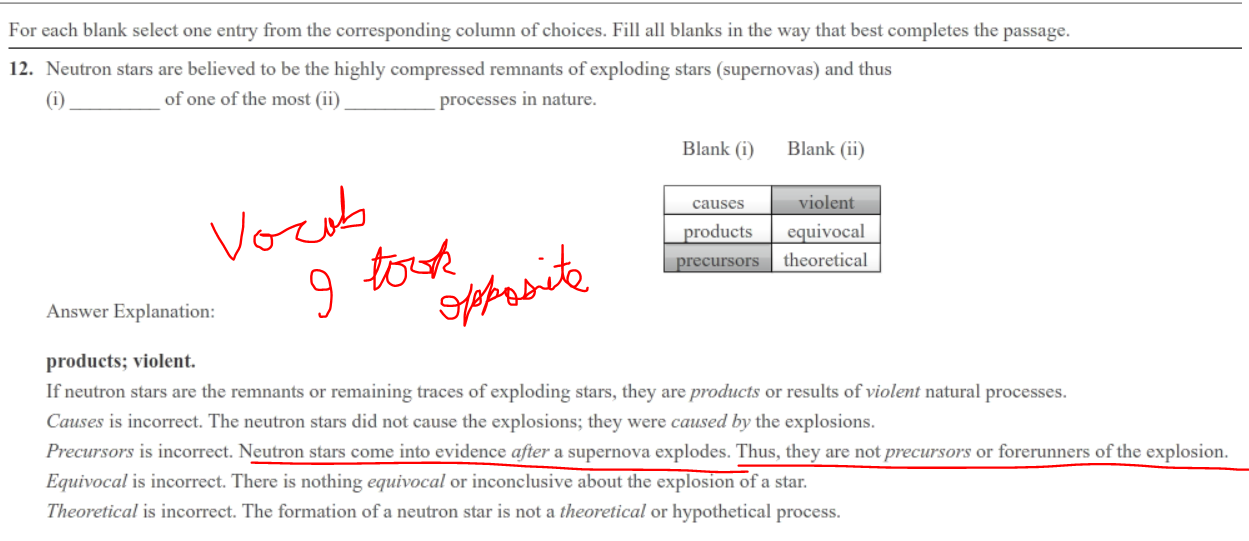 For each blank select one entry from the corresponding column of choices. Fill all blanks in the way that best completes the passage.
12. Neutron stars are believed to be the highly compressed remnants of exploding stars (supernovas) and thus
(i) _________ of one of the most (ii) _________ processes in nature.
Blank (i) Blank (ii)
causes violent
products equivocal
precursors theoretical
Vocab
I took
opposite
Answer Explanation:
products; violent.
If neutron stars are the remnants or remaining traces of exploding stars, they are products or results of violent natural processes.
Causes is incorrect. The neutron stars did not cause the explosions; they were caused by the explosions.
Precursors is incorrect. Neutron stars come into evidence after a supernova explodes. Thus, they are not precursors or forerunners of the explosion.
Equivocal is incorrect. There is nothing equivocal or inconclusive about the explosion of a star.
Theoretical is incorrect. The formation of a neutron star is not a theoretical or hypothetical process.